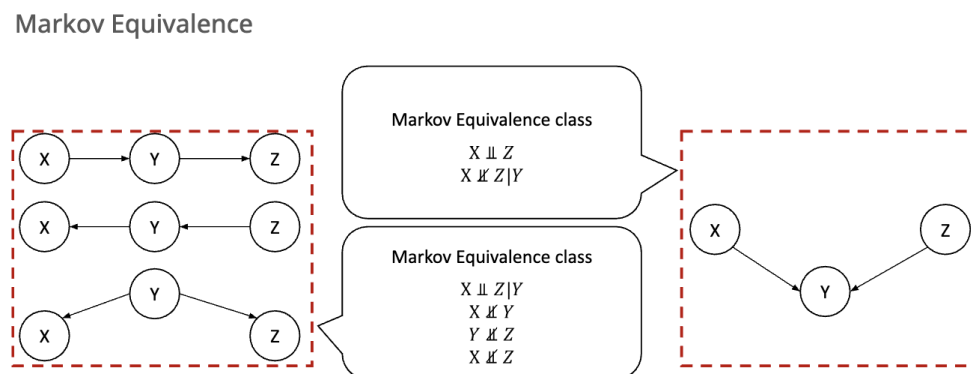 Markov Equivalence
Markov Equivalence class
X ⫫ Z
X ⫫̸ Z|Y
X Y Z
X Y Z
Y
X Z
Markov Equivalence class
X ⫫ Z|Y
X ⫫̸ Y
Y ⫫̸ Z
X ⫫̸ Z
X Z
Y